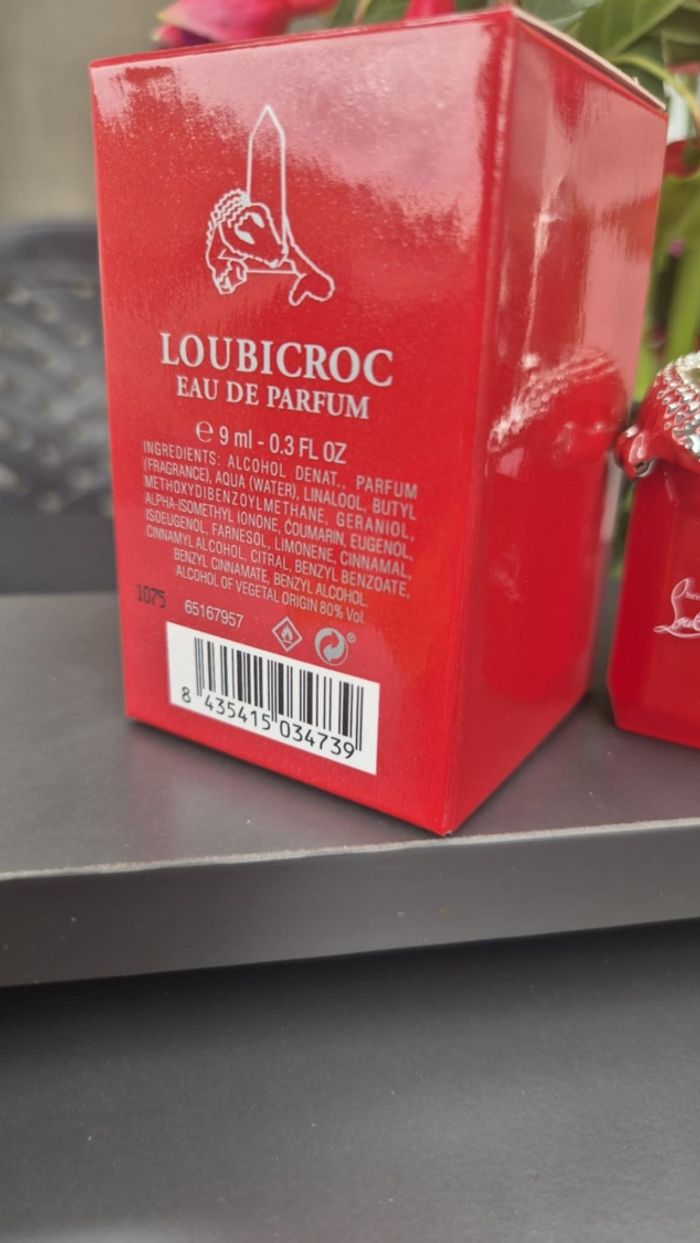 LOUBICROC
EAU DE PARFUM
℮ 9 ml - 0.3 FL OZ
INGREDIENTS: ALCOHOL DENAT., PARFUM
(FRAGRANCE), AQUA (WATER), LINALOOL, BUTYL
METHOXYDIBENZOYLMETHANE, GERANIOL,
ALPHA-ISOMETHYL IONONE, COUMARIN, EUGENOL,
ISOEUGENOL, FARNESOL, LIMONENE, CINNAMAL,
CINNAMYL ALCOHOL, CITRAL, BENZYL BENZOATE,
BENZYL CINNAMATE, BENZYL ALCOHOL.
ALCOHOL OF VEGETAL ORIGIN 80% Vol
1075
65167957
®
8 435415 034739